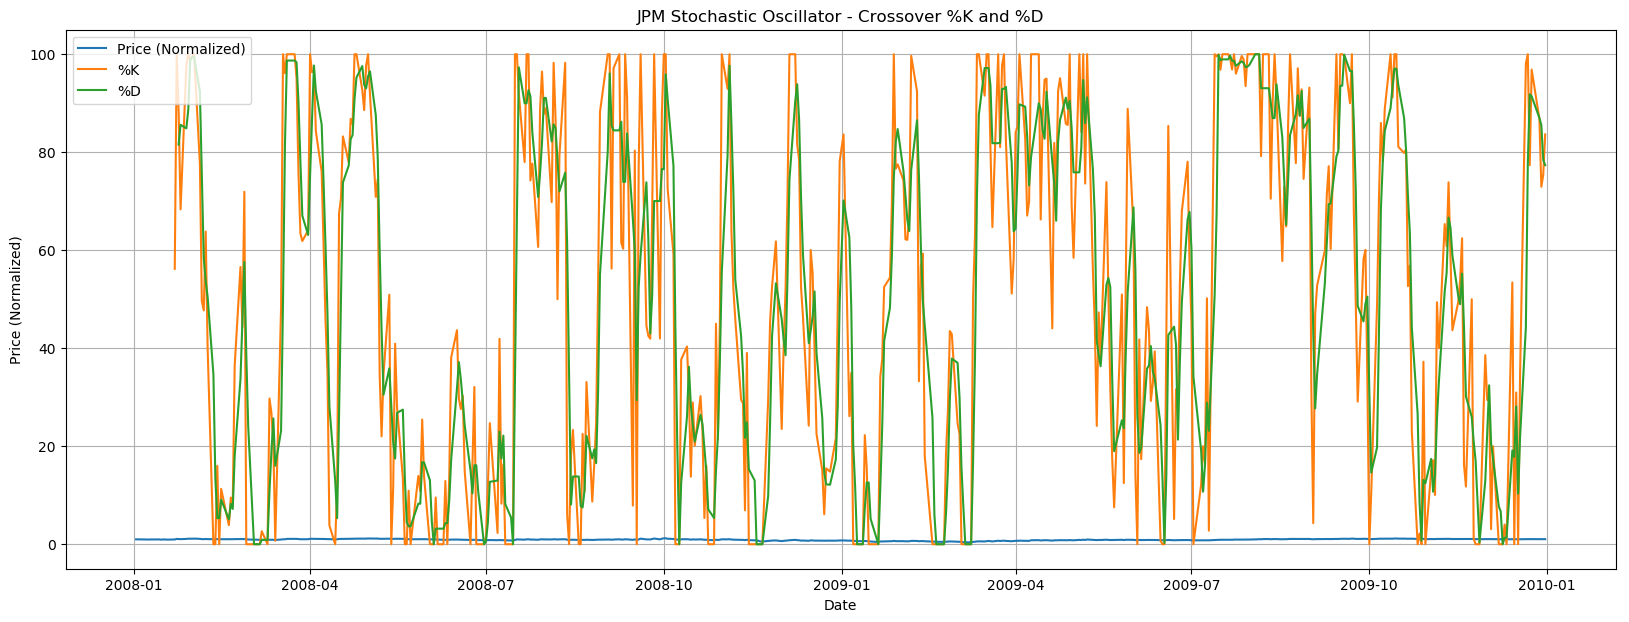 JPM Stochastic Oscillator - Crossover %K and %D
Price (Normalized)
%K
%D
100
80
60
40
20
0
Price (Normalized)
2008-01
2008-04
2008-07
2008-10
2009-01
2009-04
2009-07
2009-10
2010-01
Date